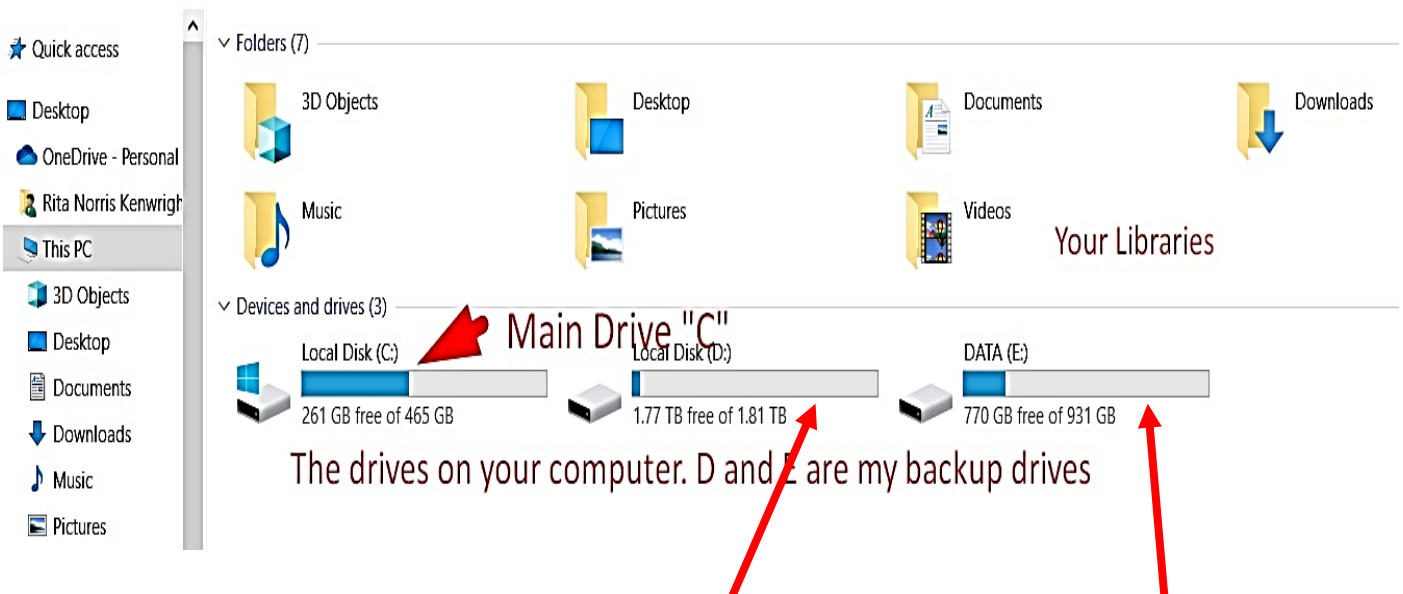 Quick access
Desktop
OneDrive - Personal
Rita Norris Kenwrigh
This PC
3D Objects
Desktop
Documents
Downloads
Music
Pictures
Folders (7)
3D Objects
Desktop
Documents
Downloads
Music
Pictures
Videos
Your Libraries
Devices and drives (3)
Main Drive "C"
Local Disk (C:)
Local Disk (D:)
DATA (E:)
261 GB free of 465 GB
1.77 TB free of 1.81 TB
770 GB free of 931 GB
The drives on your computer. D and E are my backup drives